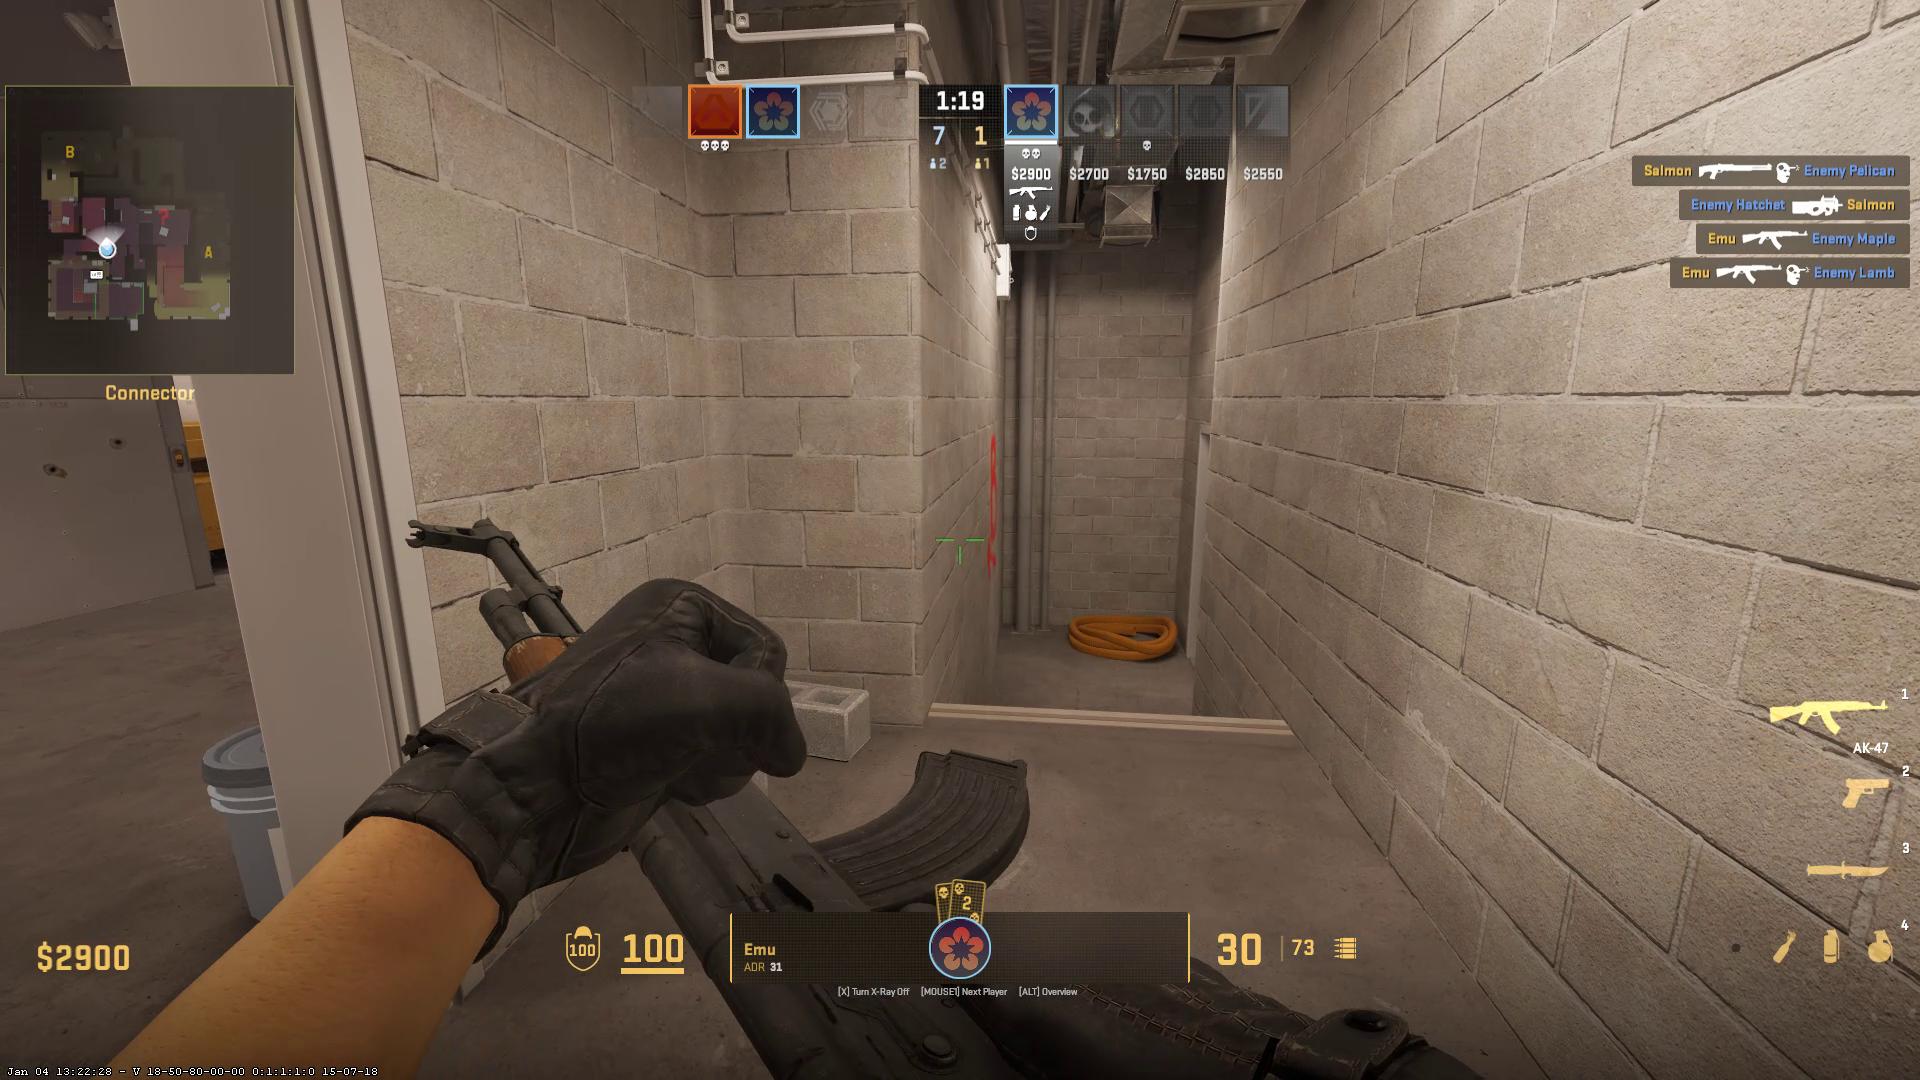 1:19
7 1
2 1
$2900 $2700 $1750 $2850 $2550
B
A
?
Connector
Salmon Enemy Pelican
Enemy Hatchet Salmon
Emu Enemy Maple
Emu Enemy Lamb
1
AK-47
2
3
4
$2900
100
100
Emu
ADR 31
2
30 73
[X] Turn X-Ray Off [MOUSE1] Next Player [ALT] Overview
Jan 04 13:22:28 - V 18-50-80-00-00 0:1:1:1:0 15-07-18